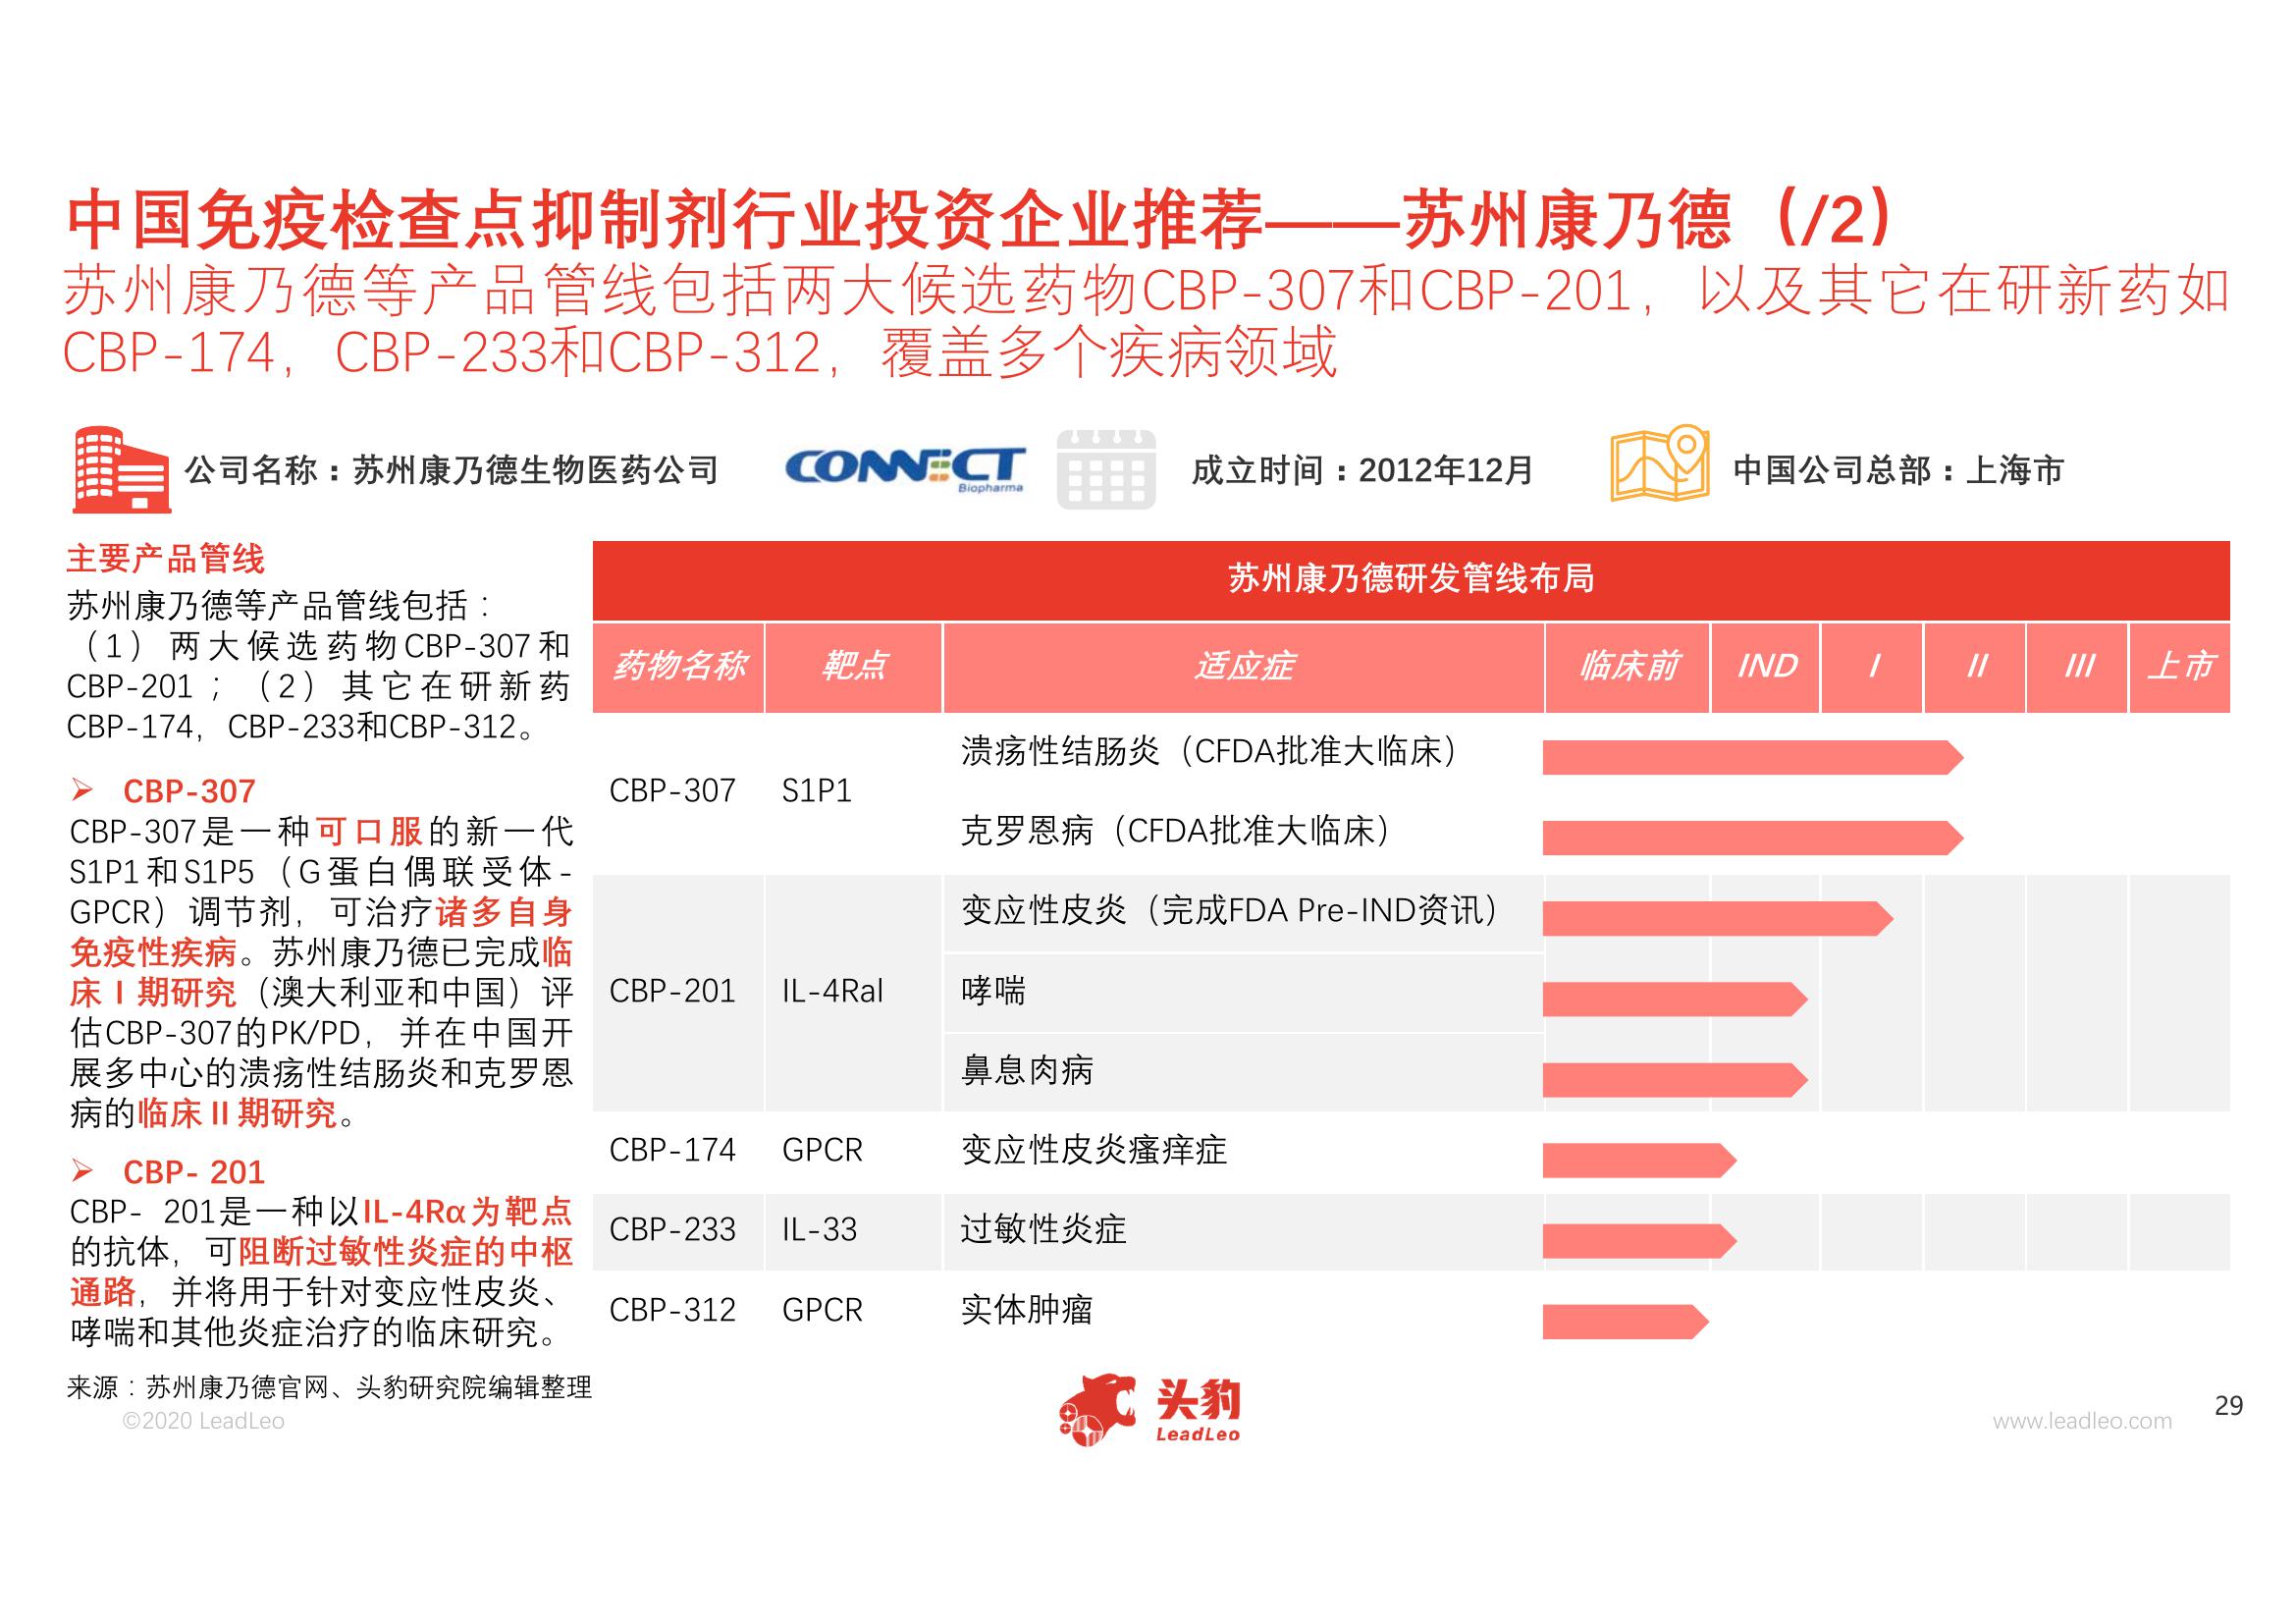 中国免疫检查点抑制剂行业投资企业推荐——苏州康乃德（/2）
苏州康乃德等产品管线包括两大候选药物CBP-307和CBP-201，以及其它在研新药如
CBP-174，CBP-233和CBP-312，覆盖多个疾病领域
公司名称：苏州康乃德生物医药公司
CONNECT
Biopharma
成立时间：2012年12月
中国公司总部：上海市
主要产品管线
苏州康乃德等产品管线包括：
（1）两大候选药物CBP-307和
CBP-201；（2）其它在研新药
CBP-174，CBP-233和CBP-312。
➢ CBP-307
CBP-307是一种可口服的新一代
S1P1和S1P5（G蛋白偶联受体-
GPCR）调节剂，可治疗诸多自身
免疫性疾病。苏州康乃德已完成临
床Ⅰ期研究（澳大利亚和中国）评
估CBP-307的PK/PD，并在中国开
展多中心的溃疡性结肠炎和克罗恩
病的临床II期研究。
➢ CBP- 201
CBP- 201是一种以IL-4Rα为靶点
的抗体，可阻断过敏性炎症的中枢
通路，并将用于针对变应性皮炎、
哮喘和其他炎症治疗的临床研究。
苏州康乃德研发管线布局
药物名称 靶点 适应症 临床前 IND I II III 上市
CBP-307 S1P1
溃疡性结肠炎（CFDA批准大临床）
克罗恩病（CFDA批准大临床）
CBP-201 IL-4Ral
变应性皮炎（完成FDA Pre-IND资讯）
哮喘
鼻息肉病
CBP-174 GPCR 变应性皮炎瘙痒症
CBP-233 IL-33 过敏性炎症
CBP-312 GPCR 实体肿瘤
来源：苏州康乃德官网、头豹研究院编辑整理
©2020 LeadLeo
头豹
LeadLeo
www.leadleo.com
29